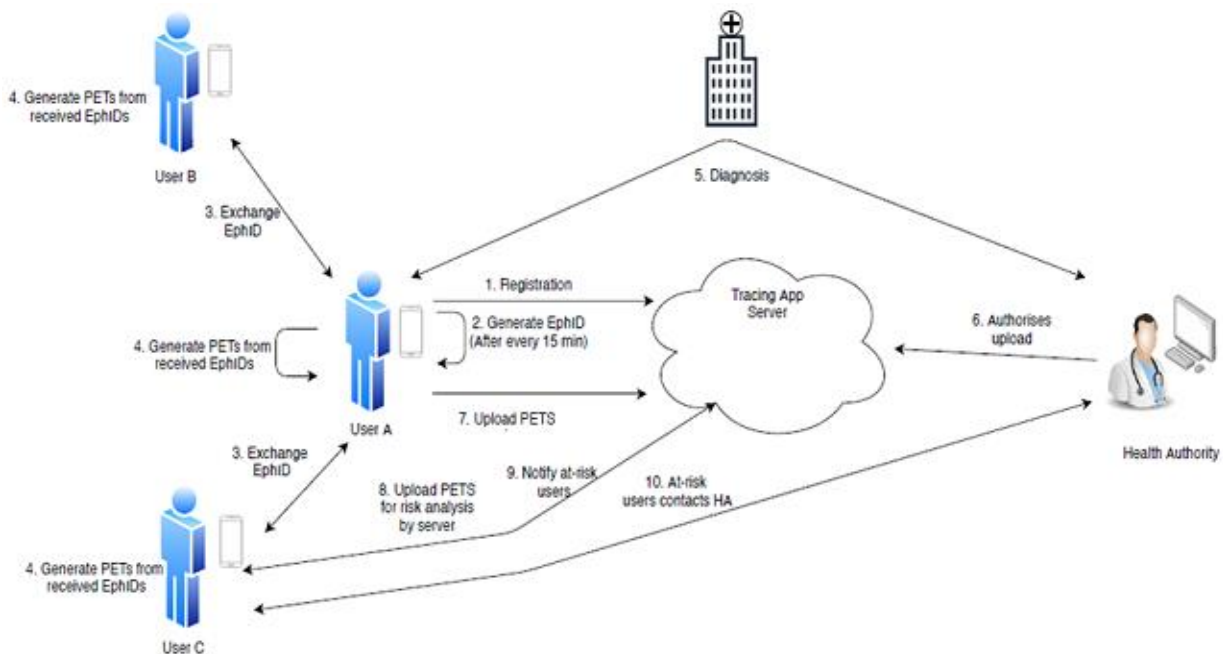 4. Generate PETs from
received EphIDs
User B
5. Diagnosis
3. Exchange
EphID
1. Registration
Tracing App
Server
2. Generate EphID
(After every 15 min)
6. Authorises
upload
4. Generate PETs from
received EphIDs
7. Upload PETS
User A
Health Authority
3. Exchange
EphID
9. Notify at-risk
users
10. At-risk
users contacts HA
8. Upload PETS
for risk analysis
by server
4. Generate PETs from
received EphIDs
User C